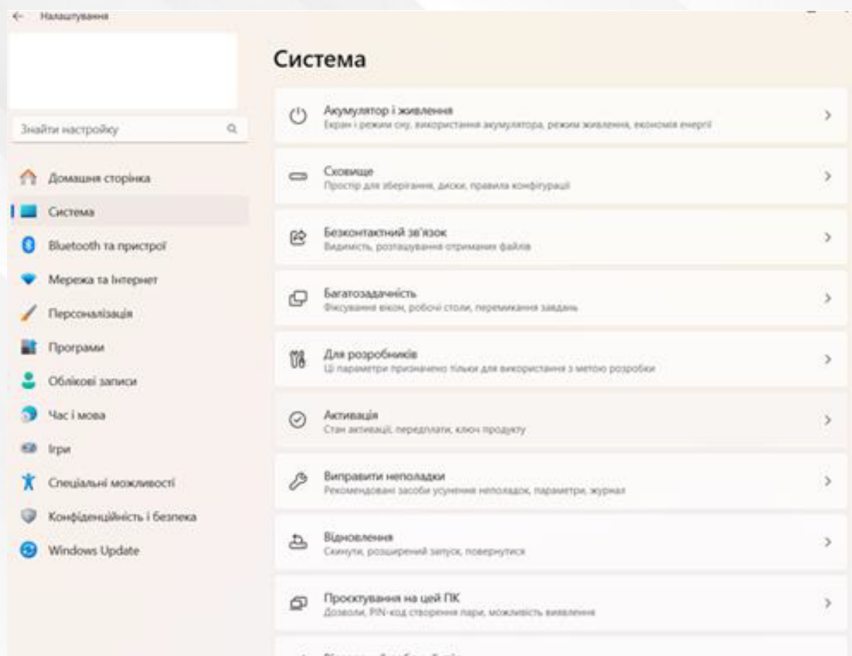 Налаштування
Знайти настройку
Домашня сторінка
Система
Bluetooth та пристрої
Мережа та Інтернет
Персоналізація
Програми
Облікові записи
Час і мова
Ігри
Спеціальні можливості
Конфіденційність і безпека
Windows Update
Система
Акумулятор і живлення
Екран і режим сну, використання акумулятора, режим живлення, економія енергії
Сховище
Простір для зберігання, диски, правила конфігурації
Безконтактний зв'язок
Видимість, розташування отриманих файлів
Багатозадачність
Фіксування вікон, робочі столи, перемикання завдань
Для розробників
Ці параметри призначено тільки для використання з метою розробки
Активація
Стан активації, передплати, ключ продукту
Виправити неполадки
Рекомендовані засоби усунення неполадок, параметри, журнал
Відновлення
Скинути, розширений запуск, повернутися
Проєктування на цей ПК
Дозволи, PIN-код створення пари, можливість виявлення